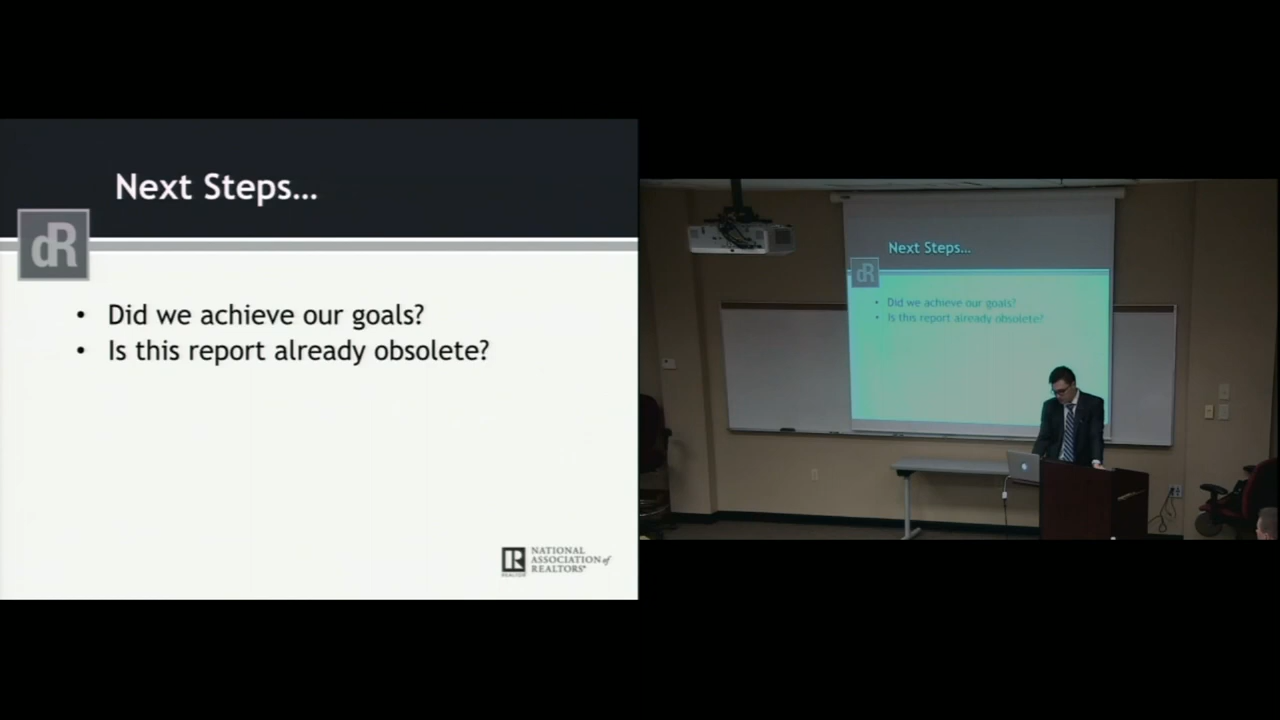 Next Steps...
dR
• Did we achieve our goals?
• Is this report already obsolete?
R
REALTOR®
NATIONAL
ASSOCIATION of
REALTORS®
Next Steps...
dR
• Did we achieve our goals?
• Is this report already obsolete?